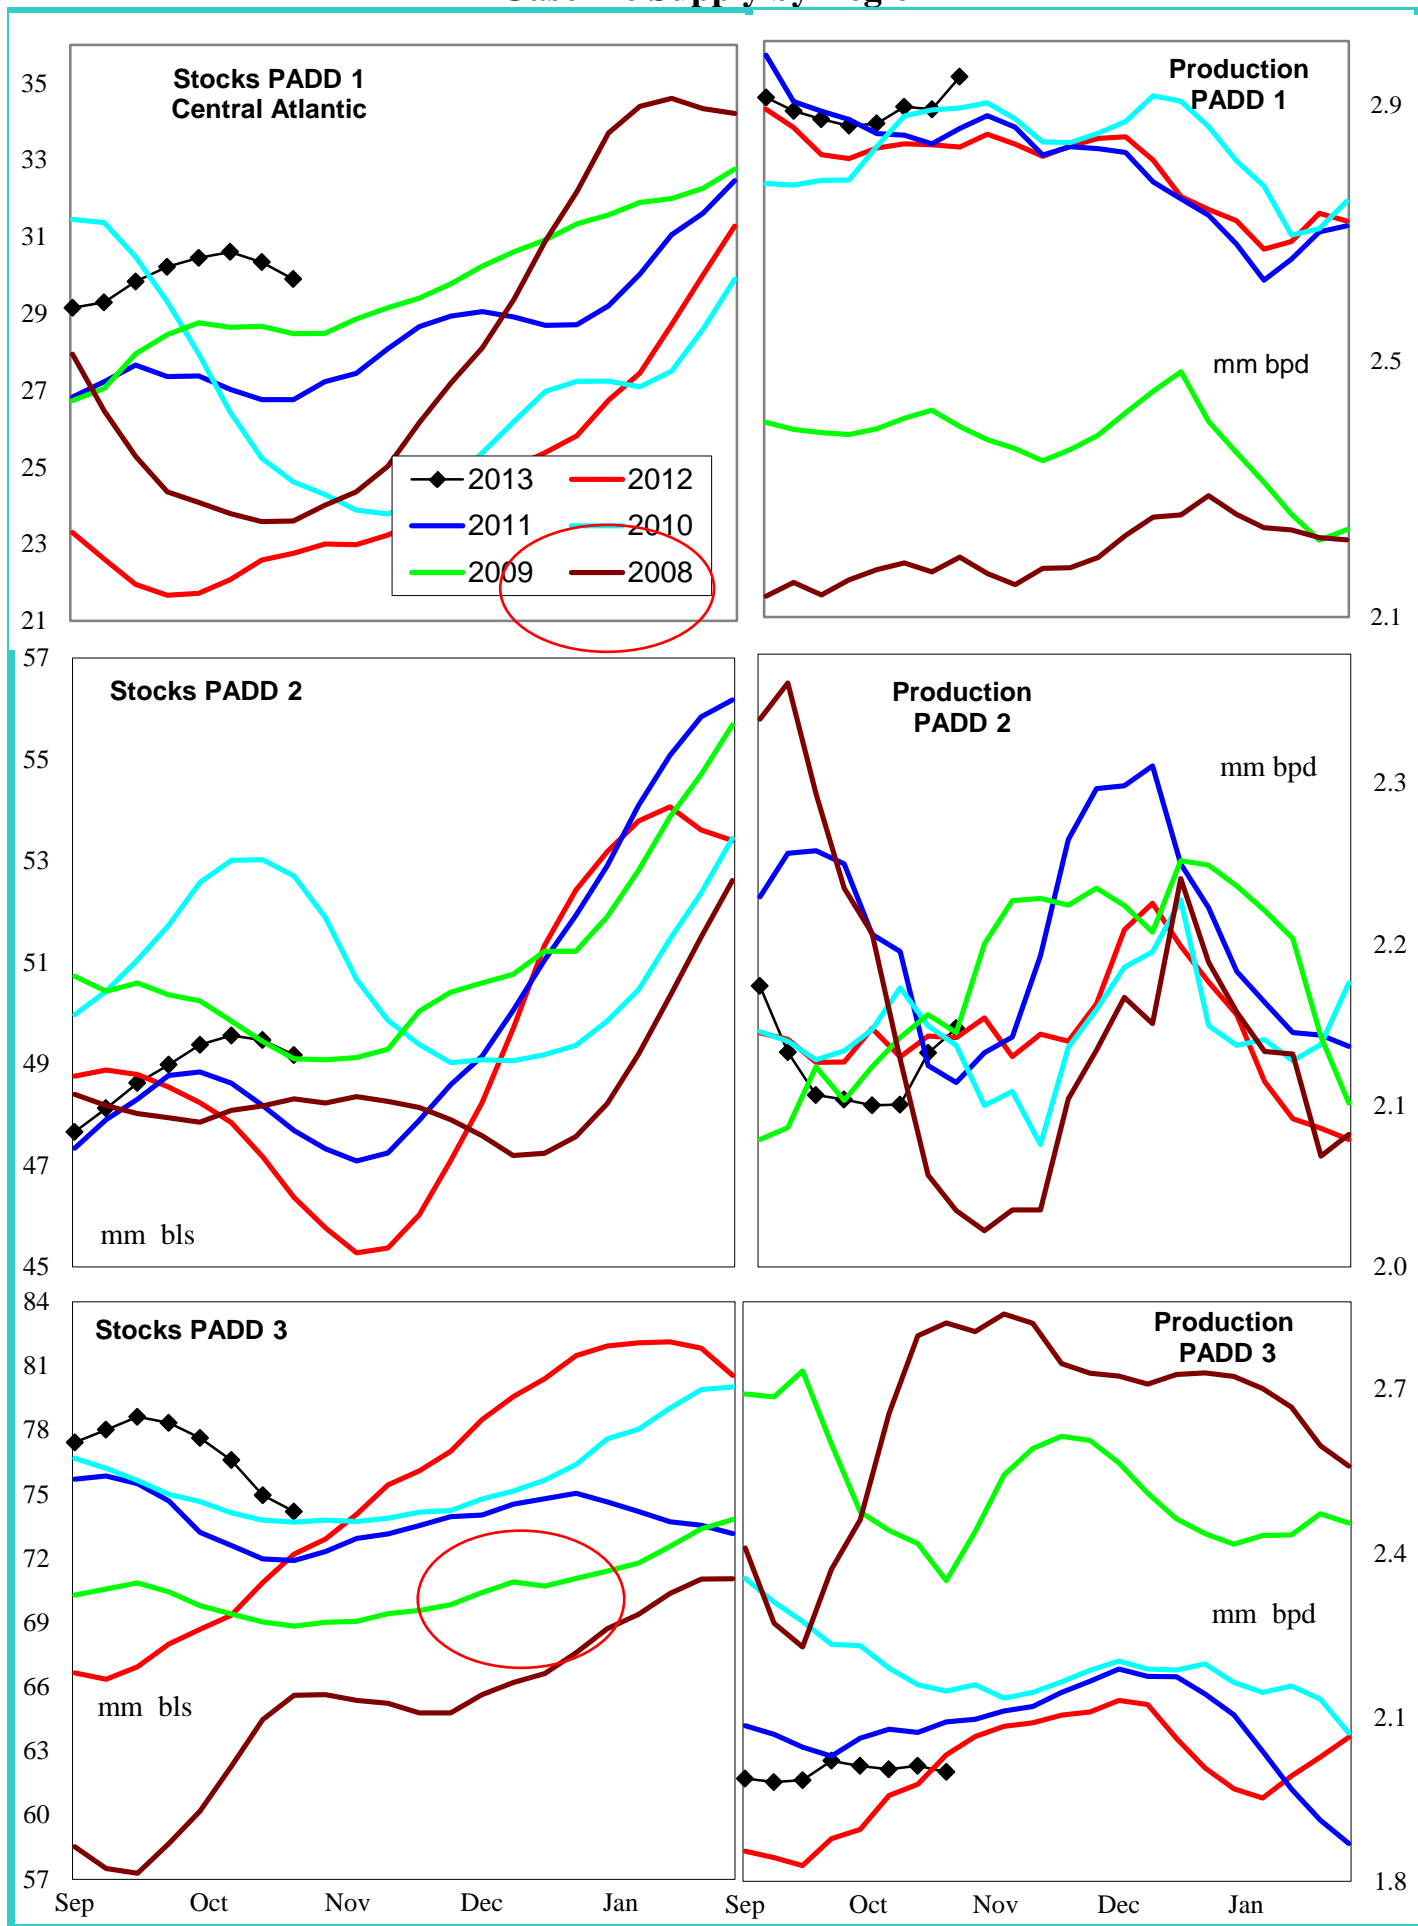 Stocks PADD 1
Central Atlantic
35
33
31
29
27
25
23
21
2013
2012
2011
2010
2009
2008
Production
PADD 1
mm bpd
2.9
2.5
2.1
Stocks PADD 2
57
55
53
51
49
47
45
mm bls
Production
PADD 2
mm bpd
2.3
2.2
2.1
2.0
Stocks PADD 3
84
81
78
75
72
69
66
63
60
57
mm bls
Sep Oct Nov Dec Jan
Production
PADD 3
mm bpd
2.7
2.4
2.1
1.8
Sep Oct Nov Dec Jan